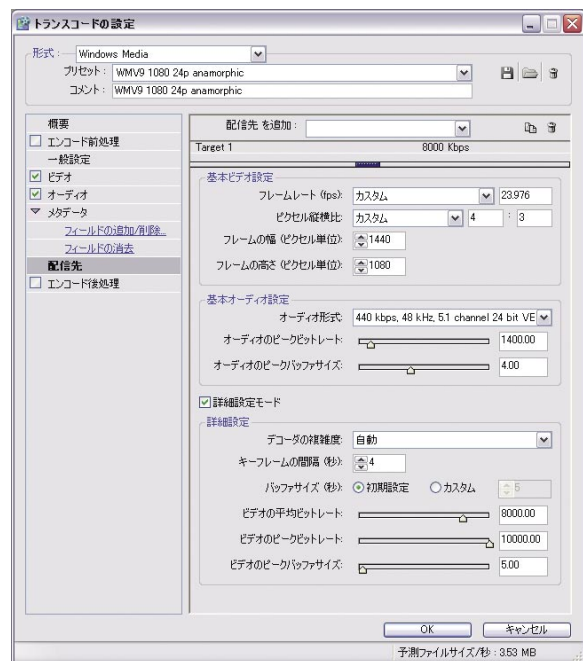 トランスコードの設定
形式： Windows Media
プリセット： WMV9 1080 24p anamorphic
コメント： WMV9 1080 24p anamorphic
概要
エンコード前処理
一般設定
ビデオ
オーディオ
メタデータ
フィールドの追加/削除...
フィールドの消去
配信先
エンコード後処理
配信先 を追加：
Target 1 8000 Kbps
基本ビデオ設定
フレームレート (fps): カスタム 23.976
ピクセル縦横比: カスタム 4 : 3
フレームの幅 (ピクセル単位): 1440
フレームの高さ (ピクセル単位): 1080
基本オーディオ設定
オーディオ形式: 440 kbps, 48 kHz, 5.1 channel 24 bit VE
オーディオのピークビットレート: 1400.00
オーディオのピークバッファサイズ: 4.00
詳細設定モード
詳細設定
デコーダの複雑度: 自動
キーフレームの間隔 (秒): 4
バッファサイズ (秒): 初期設定 カスタム 5
ビデオの平均ビットレート: 8000.00
ビデオのピークビットレート: 10000.00
ビデオのピークバッファサイズ: 5.00
OK キャンセル
予測ファイルサイズ/秒 : 3.53 MB